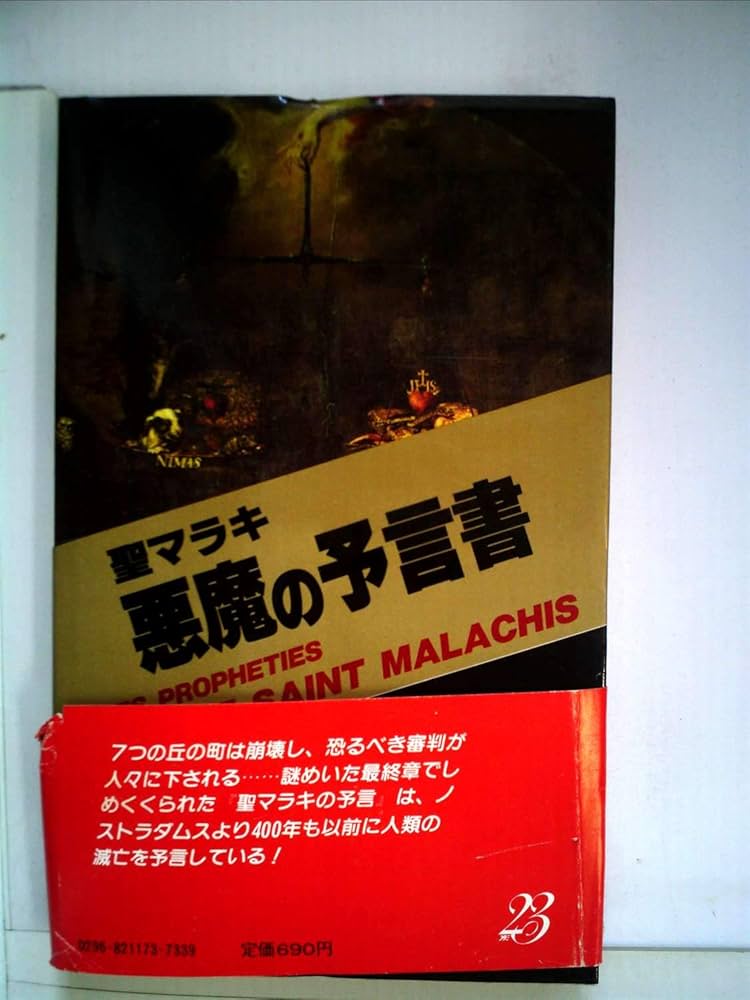 NIMAS
聖マラキ
悪魔の予言書
PROPHETIES
SAINT MALACHIS
7つの丘の町は崩壊し、恐るべき審判が
人々に下される……謎めいた最終章でし
めくくられた『聖マラキの予言』は、ノ
ストラダムスより400年も以前に人類の
滅亡を予言している!
23
0296-821173-7339 定価690円